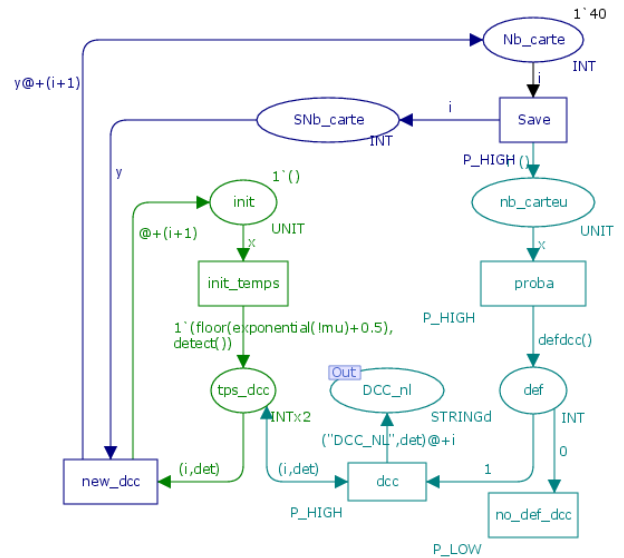 1`40
Nb_carte
INT
i
y@+(i+1)
SNb_carte
INT
i
Save
P_HIGH
()
y
1`()
init
UNIT
nb_carteu
UNIT
@+(i+1)
x
x
init_temps
proba
P_HIGH
1`(floor(exponential(!mu)+0.5),
detect())
defdcc()
Out
tps_dcc
INTx2
DCC_nl
STRINGd
def
INT
("DCC_NL",det)@+i
0
(i,det)
(i,det)
1
new_dcc
dcc
P_HIGH
no_def_dcc
P_LOW